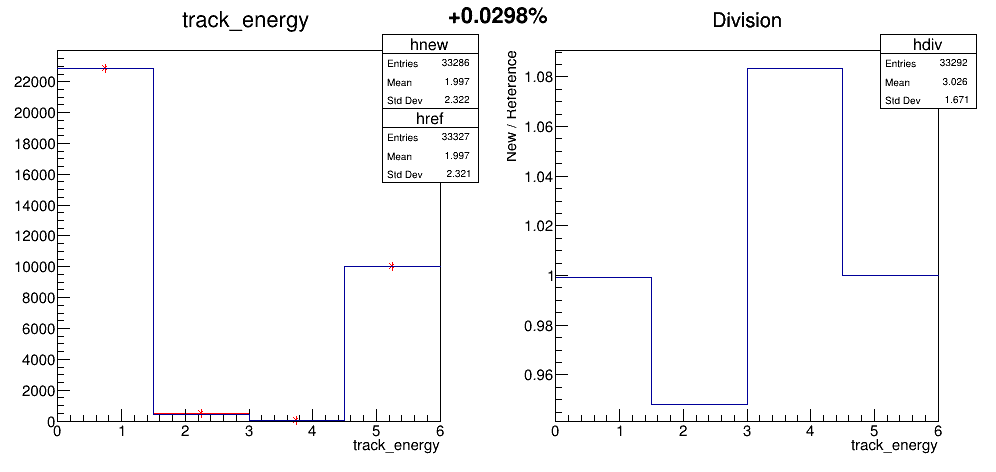 +0.0298%
track_energy
hnew
Entries 33286
Mean 1.997
Std Dev 2.322
href
Entries 33327
Mean 1.997
Std Dev 2.321
22000
20000
18000
16000
14000
12000
10000
8000
6000
4000
2000
0
0 1 2 3 4 5 6
track_energy
Division
hdiv
Entries 33292
Mean 3.026
Std Dev 1.671
New / Reference
1.08
1.06
1.04
1.02
1
0.98
0.96
0 1 2 3 4 5 6
track_energy